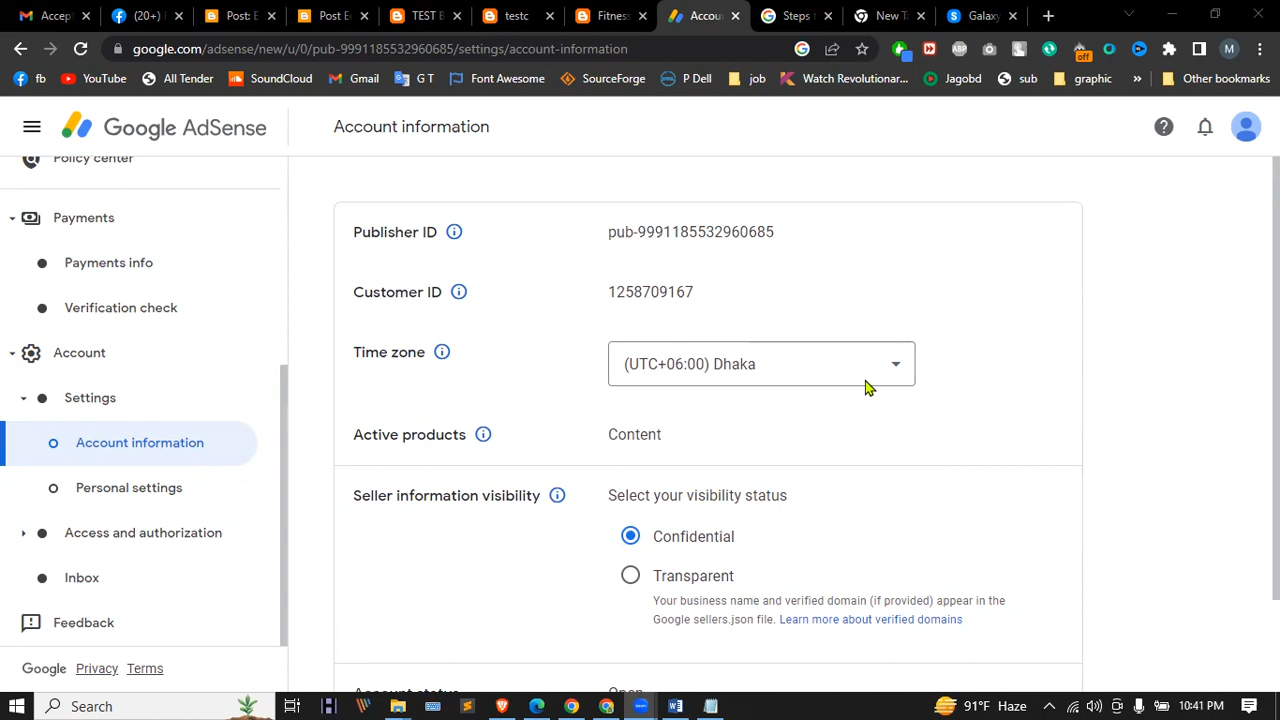 Accept
(20+)
Post: E
Post Ec
TEST B
testc
Fitness
Accou
Steps t
New T
Galaxy
google.com/adsense/new/u/0/pub-9991185532960685/settings/account-information
M
fb
YouTube
All Tender
SoundCloud
Gmail
G T
Font Awesome
SourceForge
P Dell
job
Watch Revolutionar...
Jagobd
sub
graphic
»
Other bookmarks
Google AdSense
Account information
Policy center
Payments
Payments info
Verification check
Account
Settings
Account information
Personal settings
Access and authorization
Inbox
Feedback
Google Privacy Terms
Publisher ID
pub-9991185532960685
Customer ID
1258709167
Time zone
(UTC+06:00) Dhaka
Active products
Content
Seller information visibility
Select your visibility status
Confidential
Transparent
Your business name and verified domain (if provided) appear in the
Google sellers.json file. Learn more about verified domains
Account status
Open
Search
91°F Haze
10:41 PM